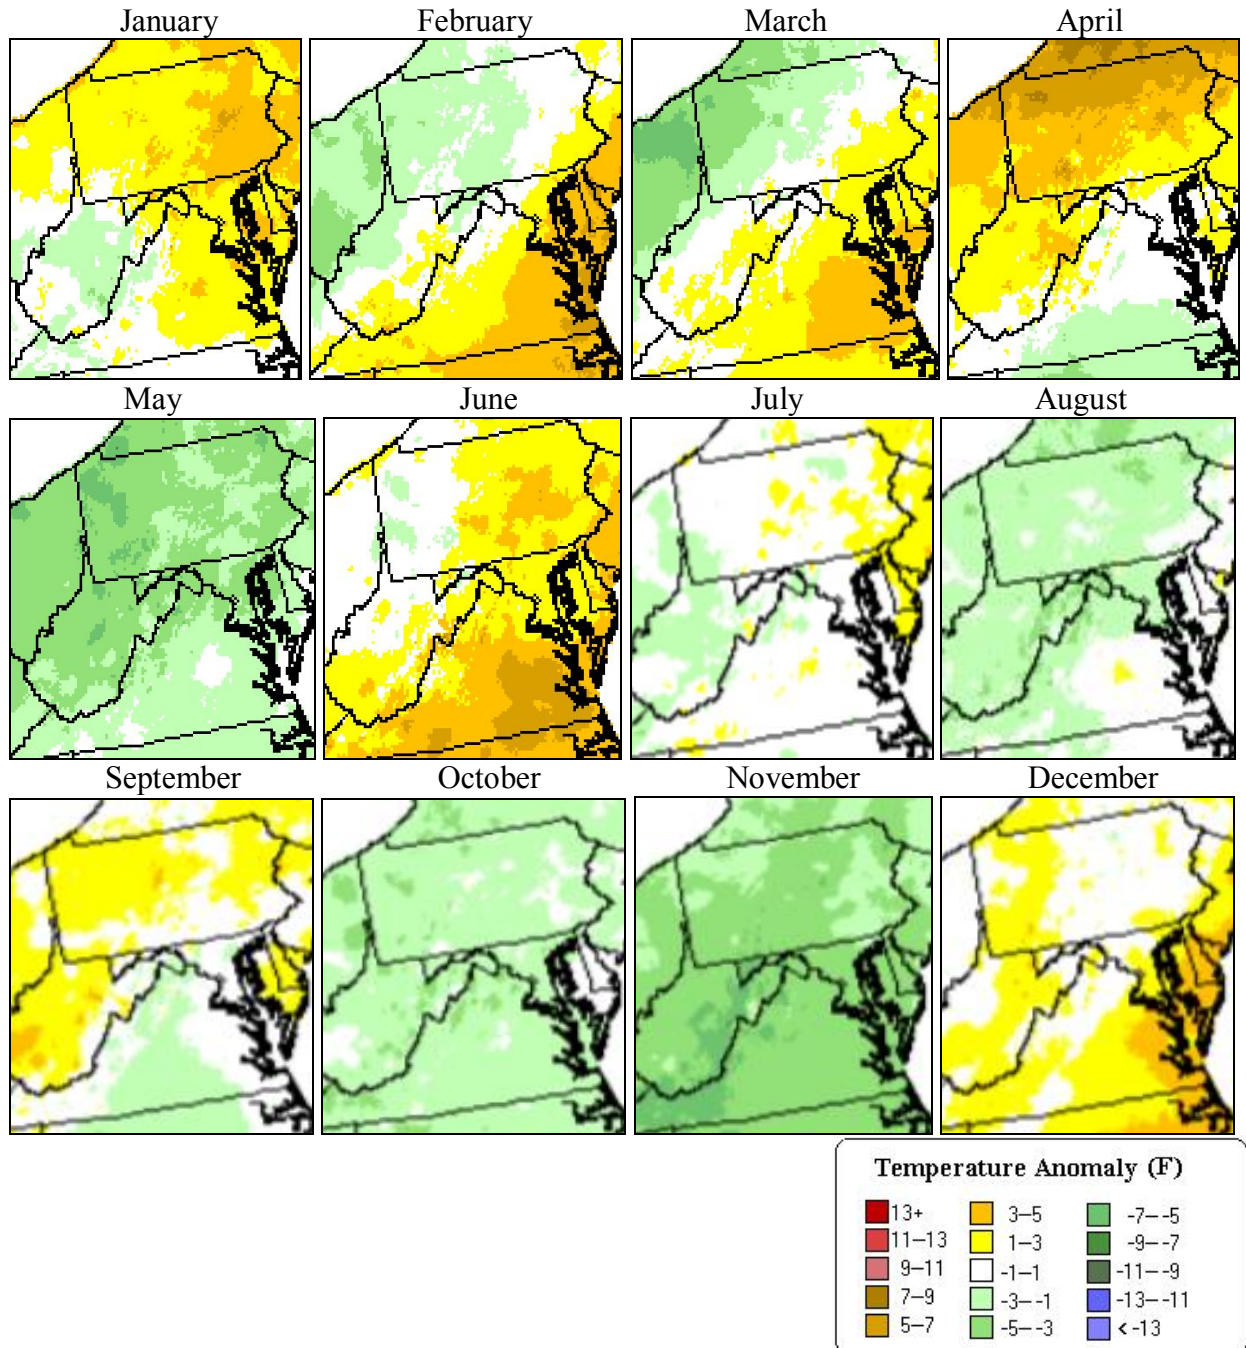 January February March April
May June July August
September October November December
Temperature Anomaly (F)
13+ 3–5 -7– -5
11–13 1–3 -9– -7
9–11 -1–1 -11– -9
7–9 -3– -1 -13– -11
5–7 -5– -3 < -13